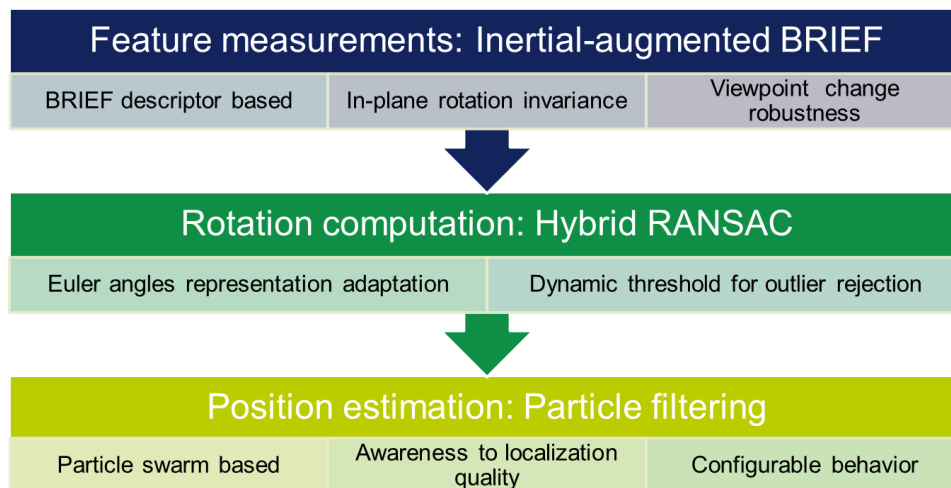 Feature measurements: Inertial-augmented BRIEF
BRIEF descriptor based
In-plane rotation invariance
Viewpoint change
robustness
Rotation computation: Hybrid RANSAC
Euler angles representation adaptation
Dynamic threshold for outlier rejection
Position estimation: Particle filtering
Particle swarm based
Awareness to localization
quality
Configurable behavior